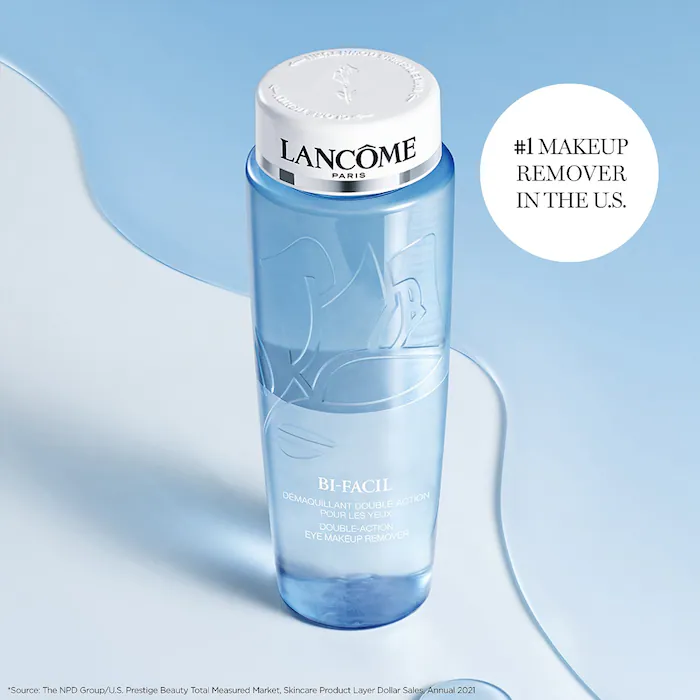 LANCÔME
PARIS
#1 MAKEUP
REMOVER
IN THE U.S.
BI-FACIL
DÉMAQUILLANT DOUBLE ACTION
POUR LES YEUX
DOUBLE-ACTION
EYE MAKEUP REMOVER
*Source: The NPD Group/U.S. Prestige Beauty Total Measured Market, Skincare Product Layer Dollar Sales, Annual 2021